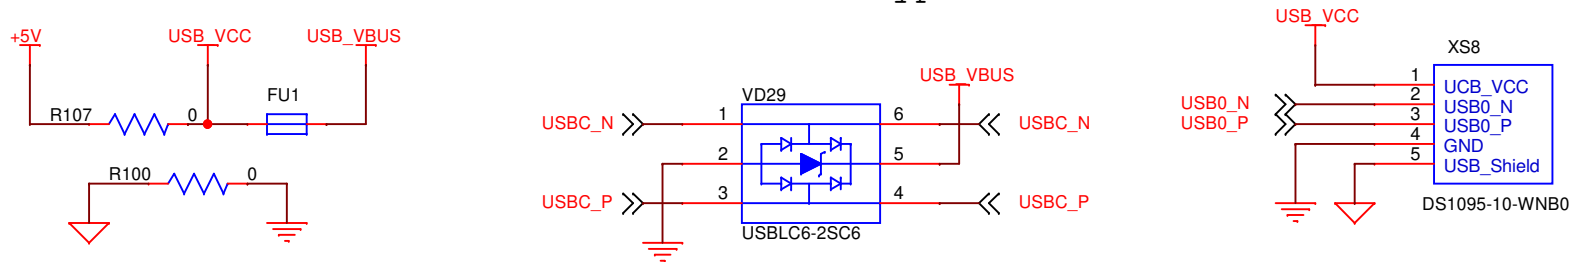 +5V
USB_VCC
USB_VBUS
R107
0
FU1
R100
0
USB_VBUS
VD29
USBC_N
1
6
USBC_N
2
5
USBC_P
3
4
USBC_P
USBLC6-2SC6
USB_VCC
XS8
1
UCB_VCC
USB0_N
2
USB0_N
USB0_P
3
USB0_P
4
GND
5
USB_Shield
DS1095-10-WNB0